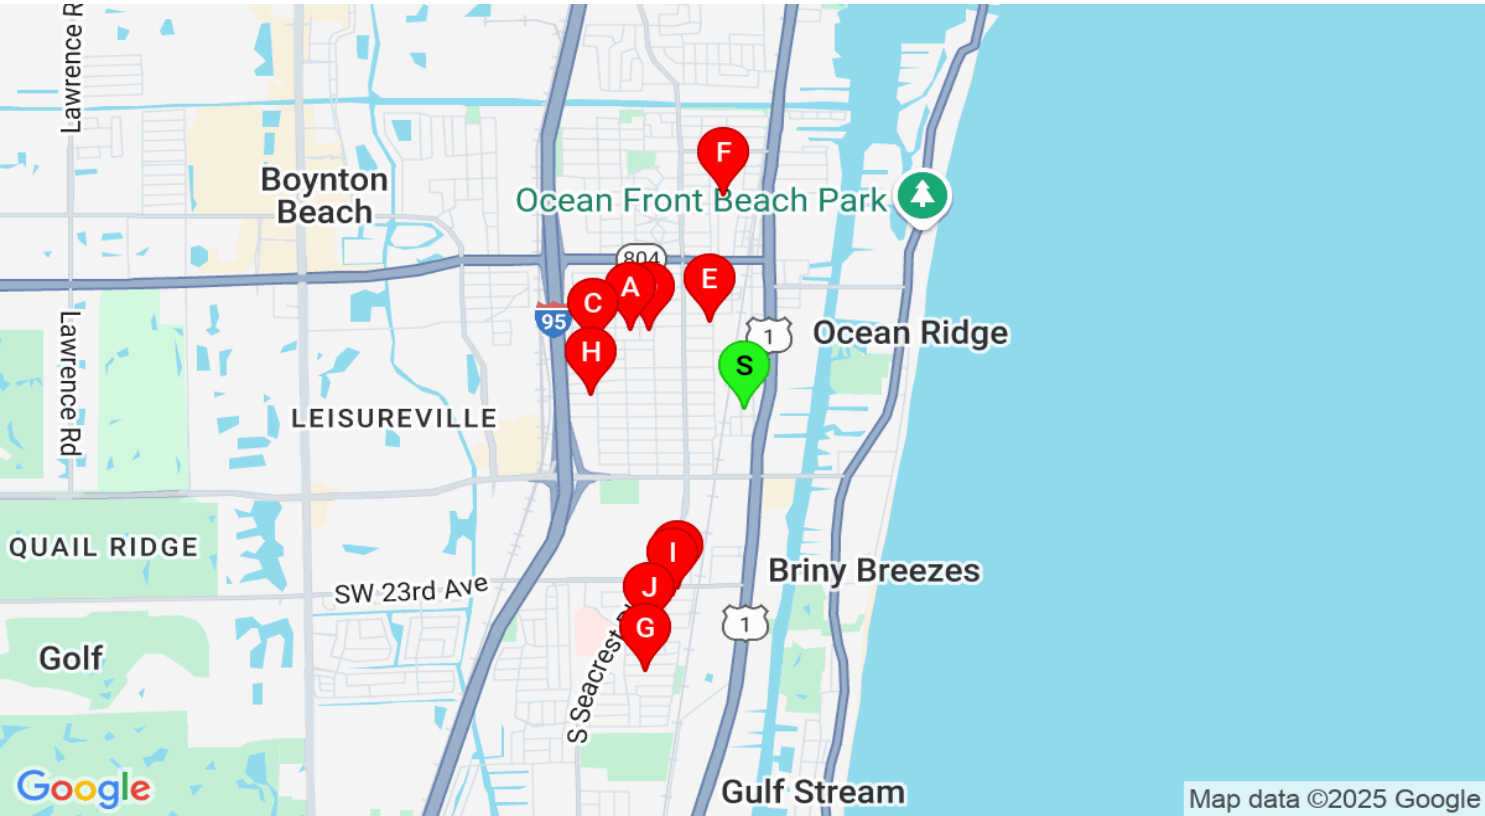 Lawrence R
F
Boynton
Beach
Ocean Front Beach Park
804
E
A
C
95
1
Ocean Ridge
H
S
Lawrence Rd
LEISUREVILLE
QUAIL RIDGE
I
Briny Breezes
SW 23rd Ave
J
1
G
S Seacrest
Golf
Google
Gulf Stream
Map data ©2025 Google